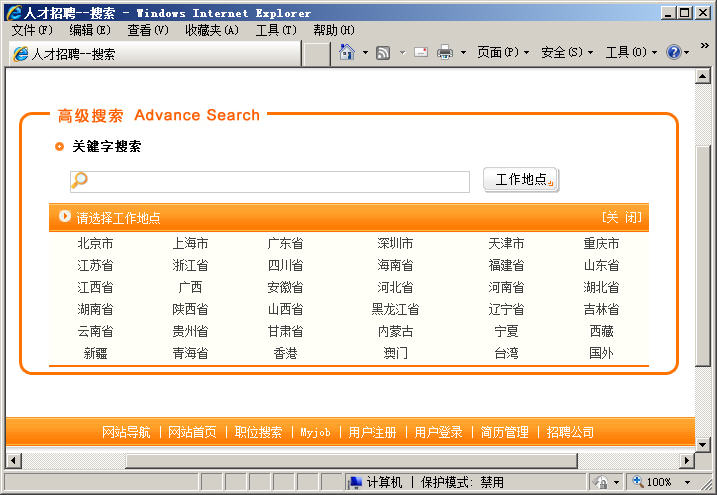 人才招聘--搜索 - Windows Internet Explorer
文件(F) 编辑(E) 查看(V) 收藏夹(A) 工具(T) 帮助(H)
人才招聘--搜索 页面(P) 安全(S) 工具(O) »
高级搜索 Advance Search
关键字搜索
工作地点
请选择工作地点 [关 闭]
北京市 上海市 广东省 深圳市 天津市 重庆市
江苏省 浙江省 四川省 海南省 福建省 山东省
江西省 广西 安徽省 河北省 河南省 湖北省
湖南省 陕西省 山西省 黑龙江省 辽宁省 吉林省
云南省 贵州省 甘肃省 内蒙古 宁夏 西藏
新疆 青海省 香港 澳门 台湾 国外
网站导航 | 网站首页 | 职位搜索 | Myjob | 用户注册 | 用户登录 | 简历管理 | 招聘公司
计算机 | 保护模式: 禁用 100%